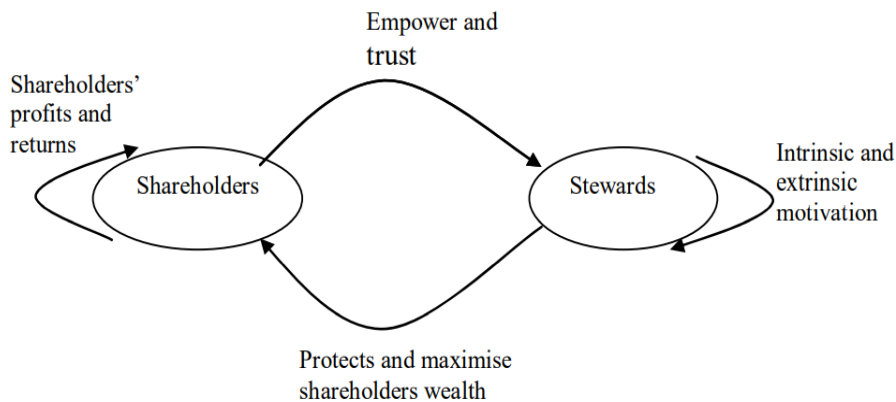 Empower and
trust
Shareholders’
profits and
returns
Shareholders
Stewards
Intrinsic and
extrinsic
motivation
Protects and maximise
shareholders wealth